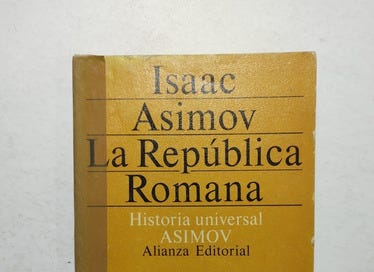 Isaac
Asimov
La República
Romana
Historia universal
ASIMOV
Alianza Editorial